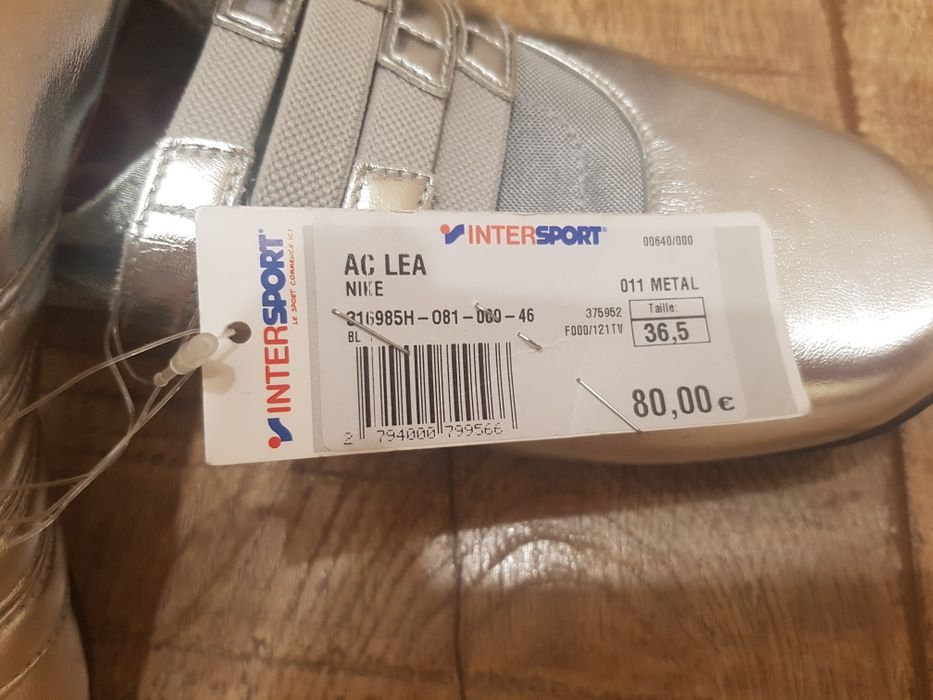 INTERSPORT
LE SPORT COMMENCE ICI
INTERSPORT
00640/000
AC LEA
NIKE
011 METAL
316985H-081-000-46
375952
Taille:
BL
F000/121TV
36,5
80,00 €
2 794000 799566